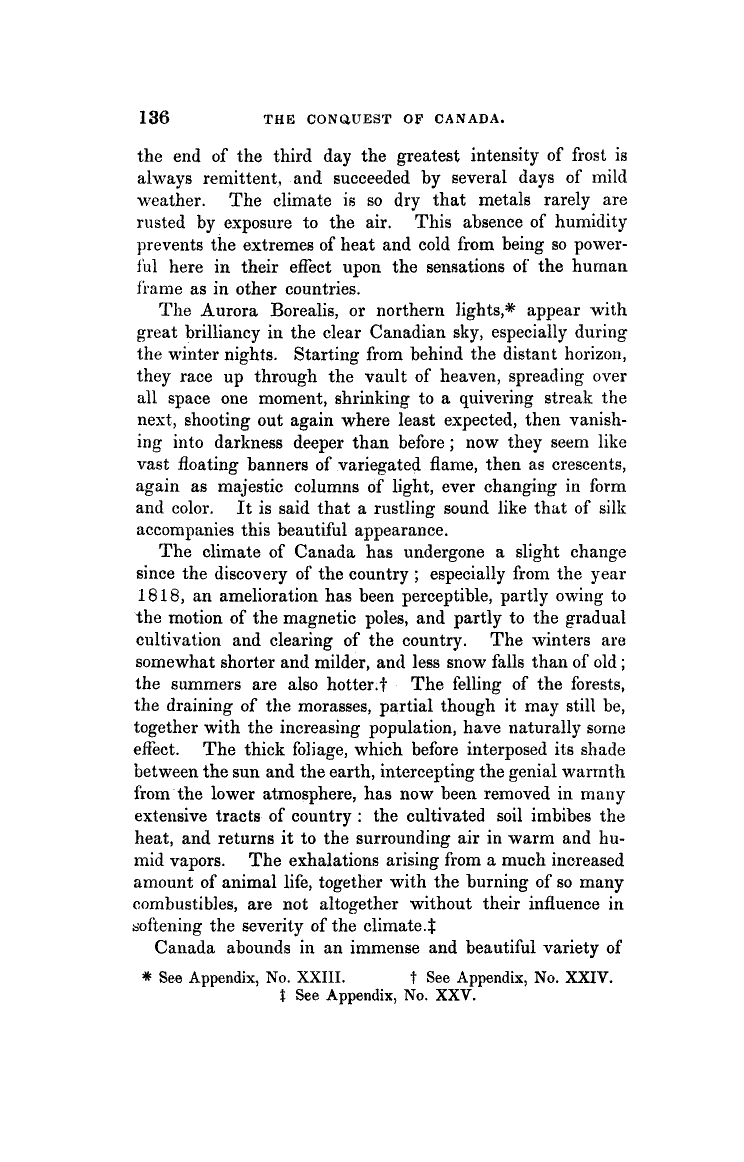 136 THE CONQUEST OF CANADA.
the end of the third day the greatest intensity of frost is
always remittent, and succeeded by several days of mild
weather. The climate is so dry that metals rarely are
rusted by exposure to the air. This absence of humidity
prevents the extremes of heat and cold from being so power-
ful here in their effect upon the sensations of the human
frame as in other countries.
The Aurora Borealis, or northern lights,* appear with
great brilliancy in the clear Canadian sky, especially during
the winter nights. Starting from behind the distant horizon,
they race up through the vault of heaven, spreading over
all space one moment, shrinking to a quivering streak the
next, shooting out again where least expected, then vanish-
ing into darkness deeper than before; now they seem like
vast floating banners of variegated flame, then as crescents,
again as majestic columns of light, ever changing in form
and color. It is said that a rustling sound like that of silk
accompanies this beautiful appearance.
The climate of Canada has undergone a slight change
since the discovery of the country; especially from the year
1818, an amelioration has been perceptible, partly owing to
the motion of the magnetic poles, and partly to the gradual
cultivation and clearing of the country. The winters are
somewhat shorter and milder, and less snow falls than of old;
the summers are also hotter.† The felling of the forests,
the draining of the morasses, partial though it may still be,
together with the increasing population, have naturally some
effect. The thick foliage, which before interposed its shade
between the sun and the earth, intercepting the genial warmth
from the lower atmosphere, has now been removed in many
extensive tracts of country: the cultivated soil imbibes the
heat, and returns it to the surrounding air in warm and hu-
mid vapors. The exhalations arising from a much increased
amount of animal life, together with the burning of so many
combustibles, are not altogether without their influence in
softening the severity of the climate.‡
Canada abounds in an immense and beautiful variety of
* See Appendix, No. XXIII. † See Appendix, No. XXIV.
‡ See Appendix, No. XXV.